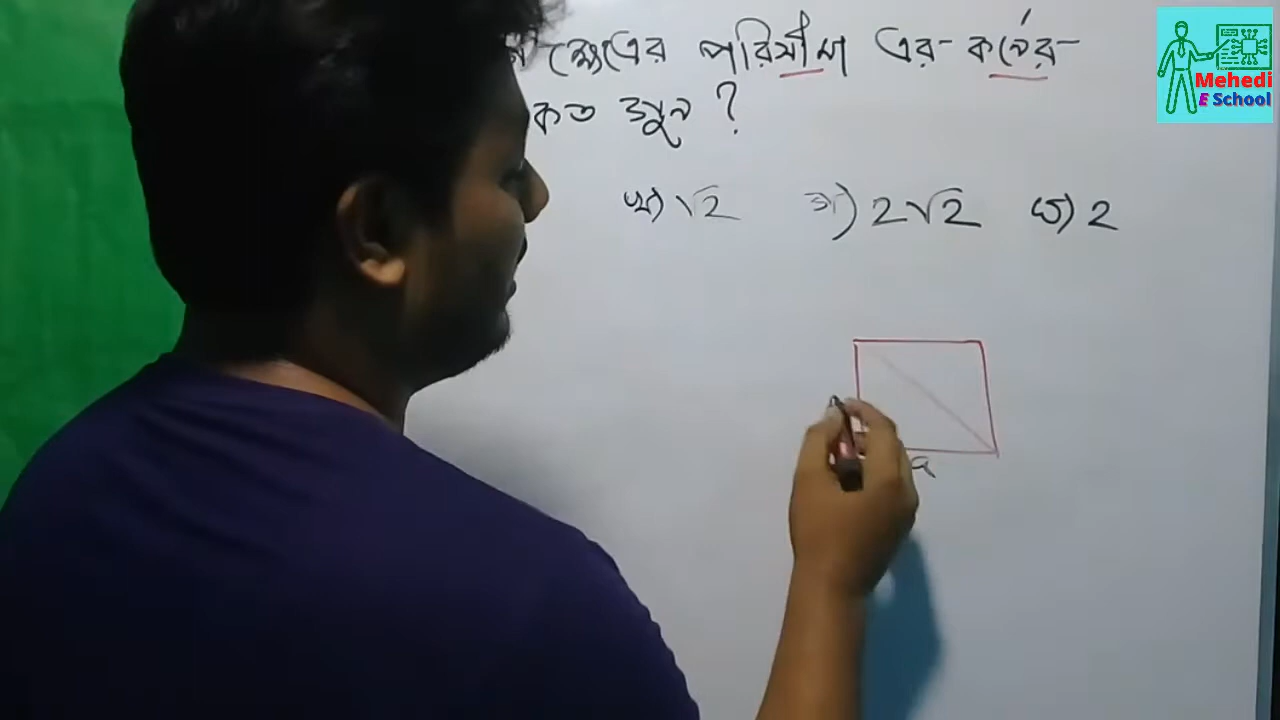 ক্ষেত্রের পরিসীমা এর কর্নের
কত গুন ?
খ) √2 গ) 2√2 ঘ) 2
a
Mehedi
E School